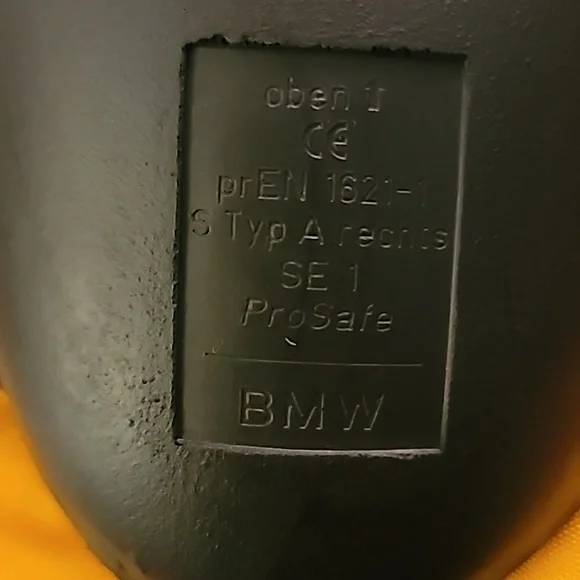 oben ⇑
CE
prEN 1621-1
S Typ A rechts
SE 1
ProSafe
BMW